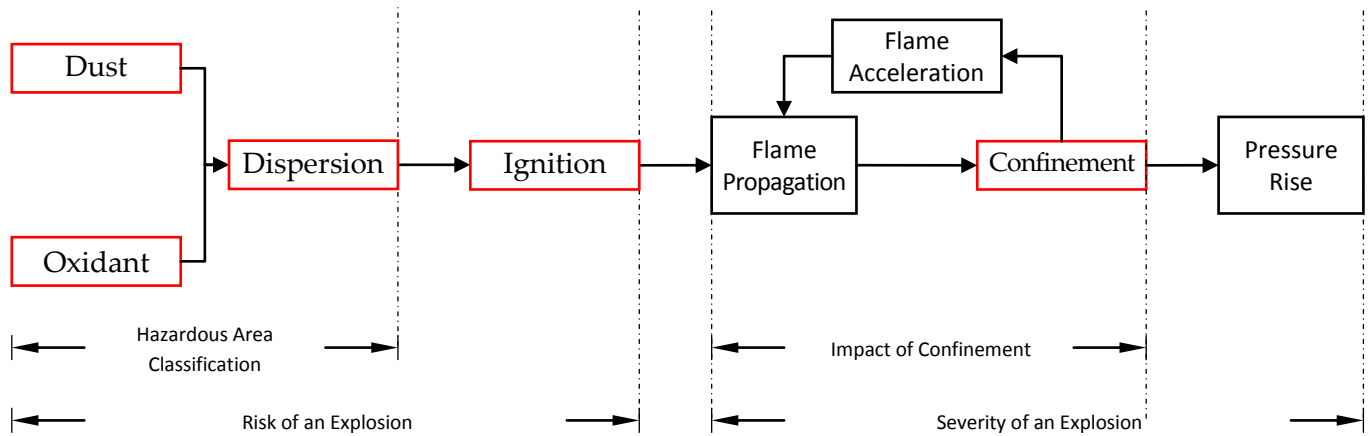 Dust
Oxidant
Dispersion
Ignition
Flame
Acceleration
Flame
Propagation
Confinement
Pressure
Rise
Hazardous Area
Classification
Impact of Confinement
Risk of an Explosion
Severity of an Explosion